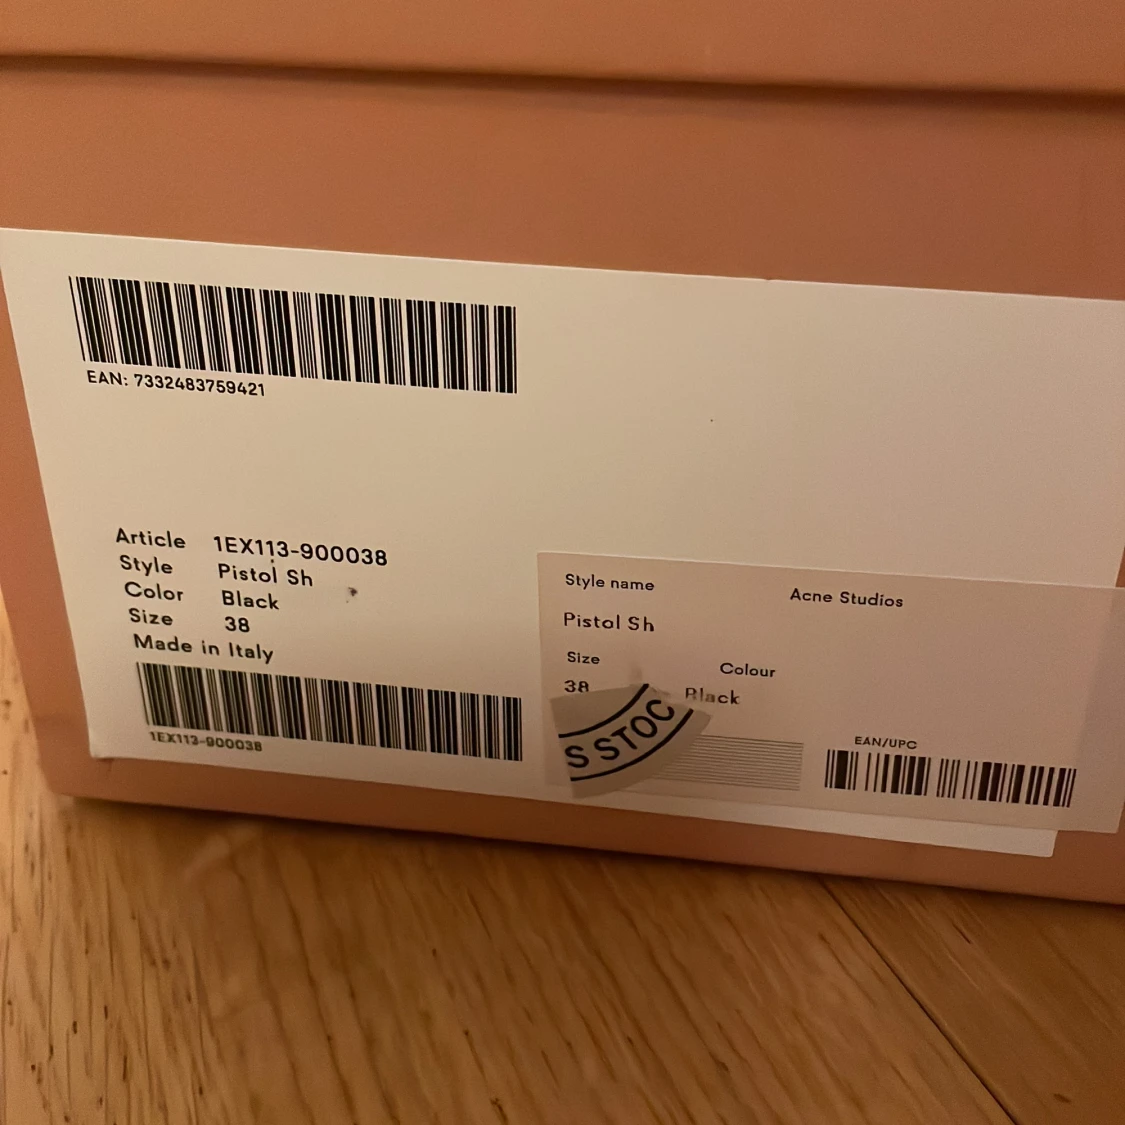 EAN: 7332483759421
Article 1EX113-900038
Style Pistol Sh
Color Black
Size 38
Made in Italy
1EX113-900038
Style name Acne Studios
Pistol Sh
Size Colour
38 Black
S STOC
EAN/UPC